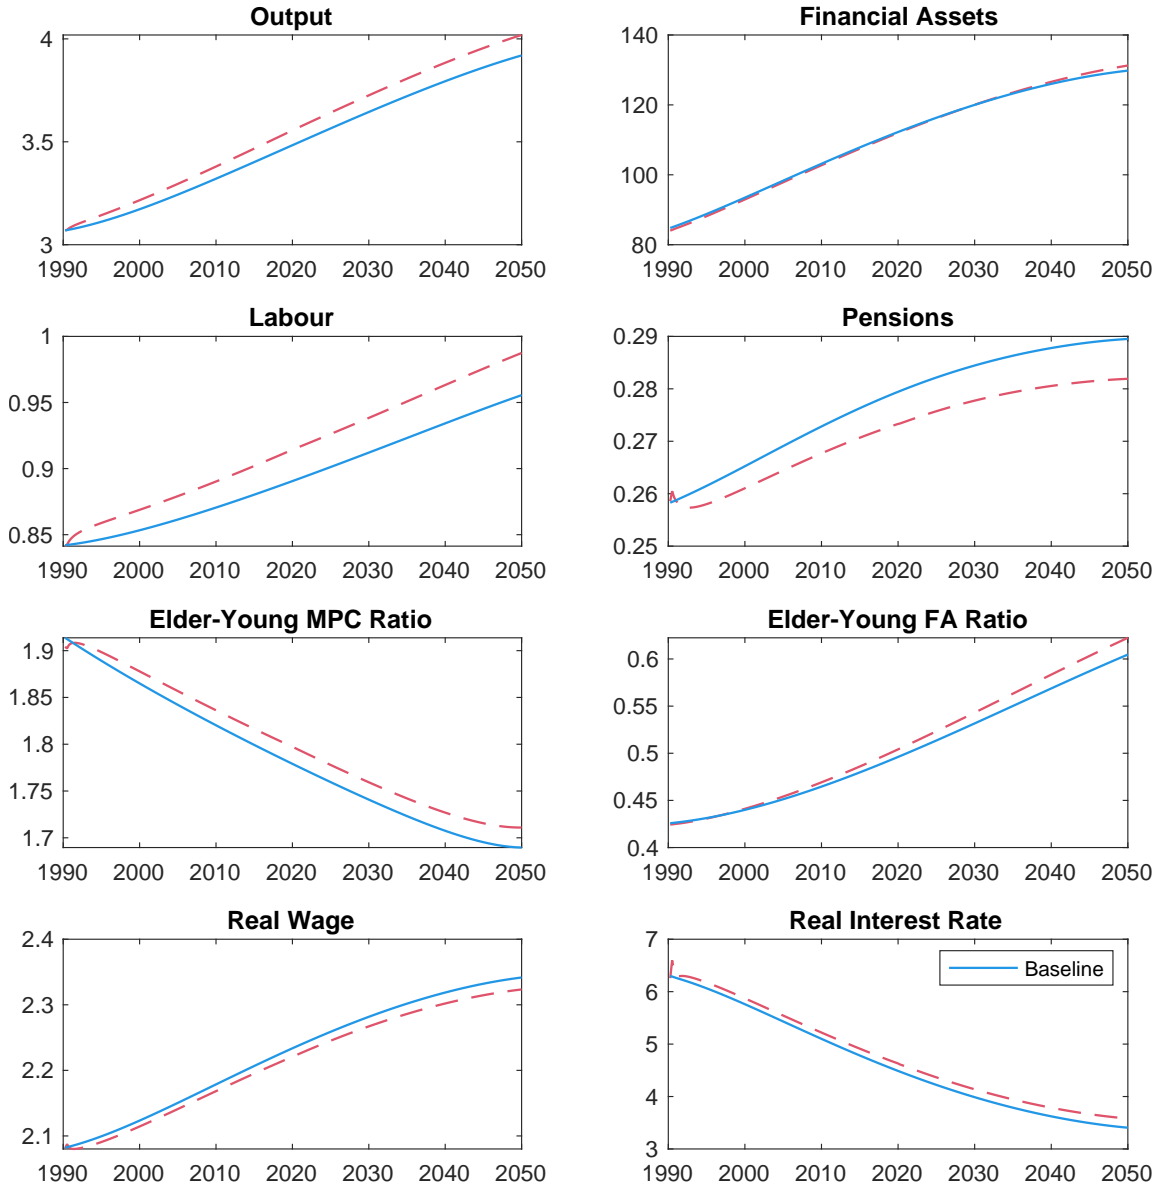 Output
4
3.5
3
1990 2000 2010 2020 2030 2040 2050
Financial Assets
140
120
100
80
1990 2000 2010 2020 2030 2040 2050
Labour
1
0.95
0.9
0.85
1990 2000 2010 2020 2030 2040 2050
Pensions
0.29
0.28
0.27
0.26
0.25
1990 2000 2010 2020 2030 2040 2050
Elder-Young MPC Ratio
1.9
1.85
1.8
1.75
1.7
1990 2000 2010 2020 2030 2040 2050
Elder-Young FA Ratio
0.6
0.55
0.5
0.45
0.4
1990 2000 2010 2020 2030 2040 2050
Real Wage
2.4
2.3
2.2
2.1
1990 2000 2010 2020 2030 2040 2050
Real Interest Rate
7
6
5
4
3
Baseline
1990 2000 2010 2020 2030 2040 2050